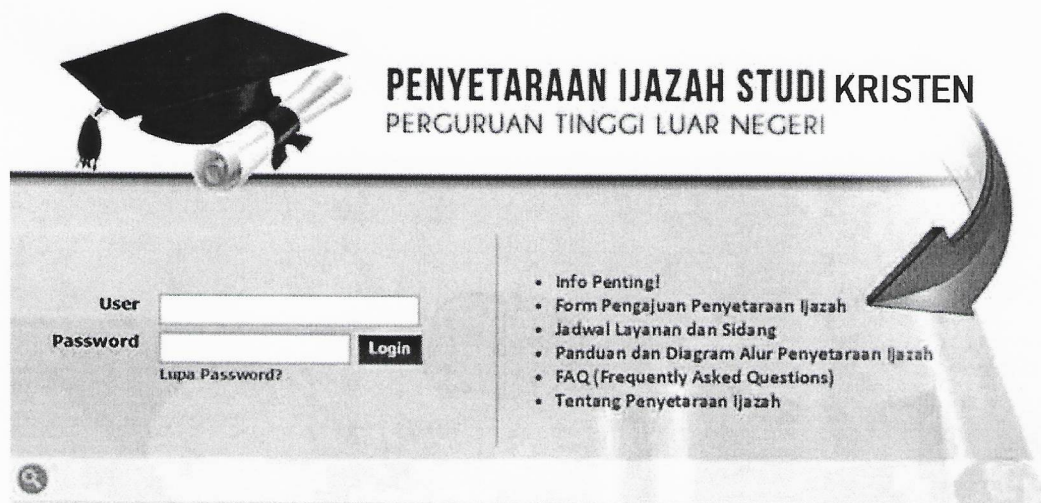 PENYETARAAN IJAZAH STUDI KRISTEN
PERGURUAN TINGGI LUAR NEGERI
User
Password
Login
Lupa Password?
• Info Penting!
• Form Pengajuan Penyetaraan Ijazah
• Jadwal Layanan dan Sidang
• Panduan dan Diagram Alur Penyetaraan Ijazah
• FAQ (Frequently Asked Questions)
• Tentang Penyetaraan Ijazah